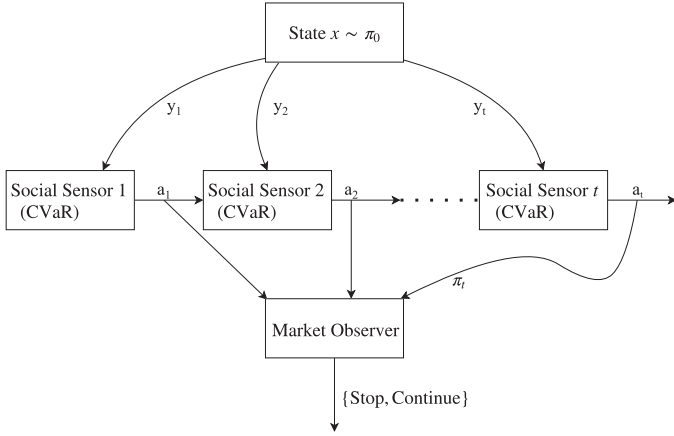 State x ∼ π₀
y₁
y₂
yₜ
Social Sensor 1
(CVaR)
a₁
Social Sensor 2
(CVaR)
a₂
Social Sensor t
(CVaR)
aₜ
πₜ
Market Observer
{Stop, Continue}